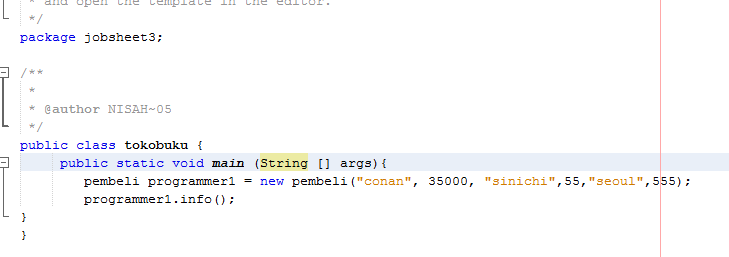 * and open the template in the editor.
*/
package jobsheet3;
/**
*
* @author NISAH~05
*/
public class tokobuku {
public static void main (String [] args){
pembeli programmer1 = new pembeli("conan", 35000, "sinichi",55,"seoul",555);
programmer1.info();
}
}